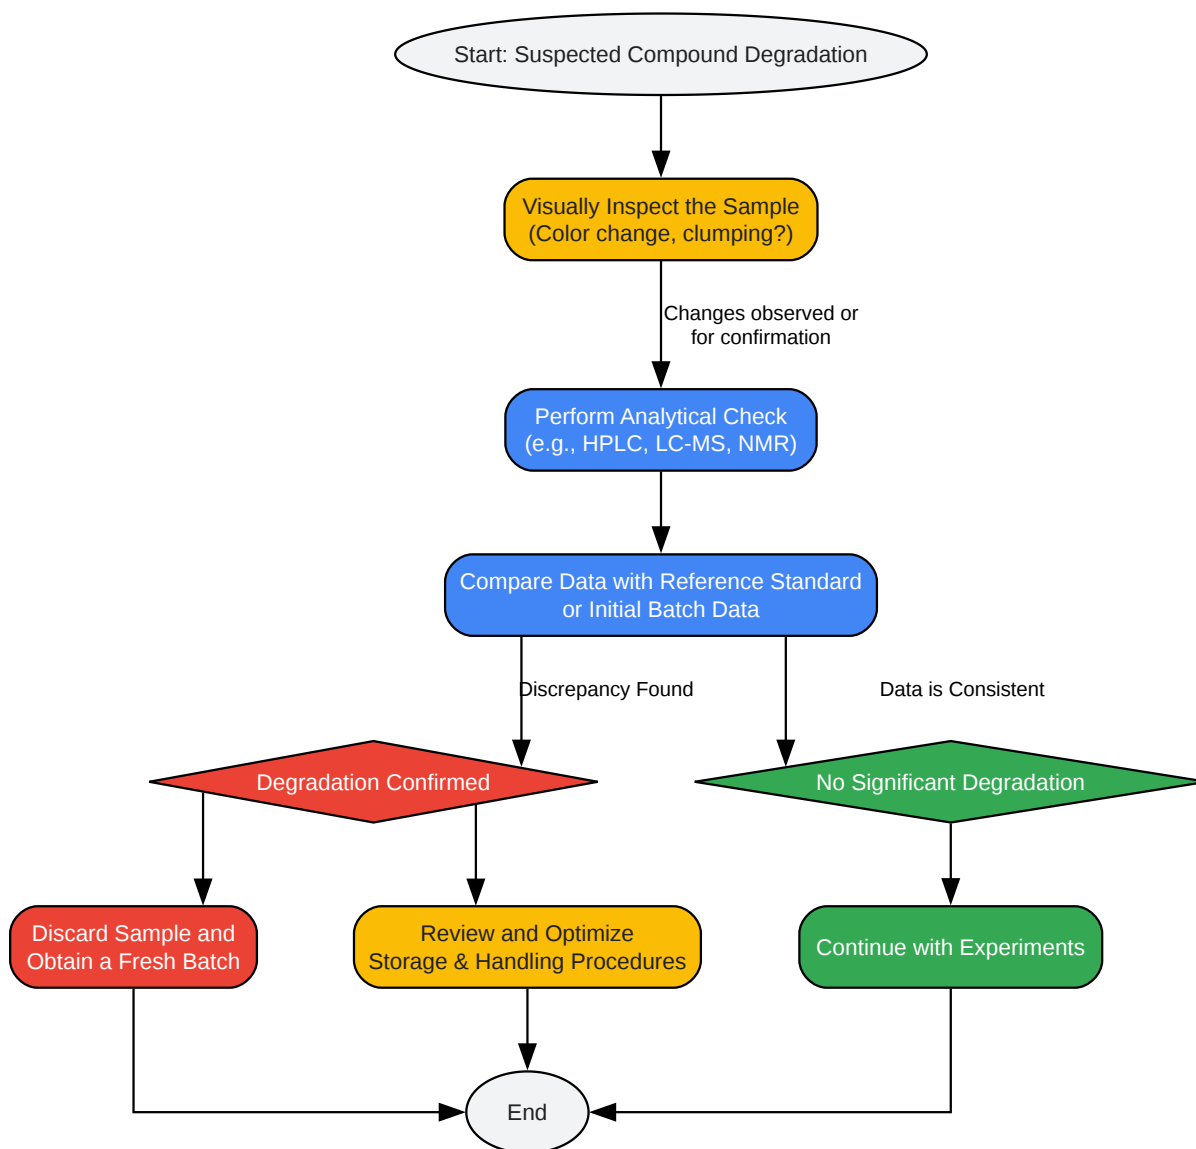 Start: Suspected Compound Degradation
Visually Inspect the Sample
(Color change, clumping?)
Changes observed or
for confirmation
Perform Analytical Check
(e.g., HPLC, LC-MS, NMR)
Compare Data with Reference Standard
or Initial Batch Data
Discrepancy Found
Data is Consistent
Degradation Confirmed
No Significant Degradation
Discard Sample and
Obtain a Fresh Batch
Review and Optimize
Storage & Handling Procedures
Continue with Experiments
End